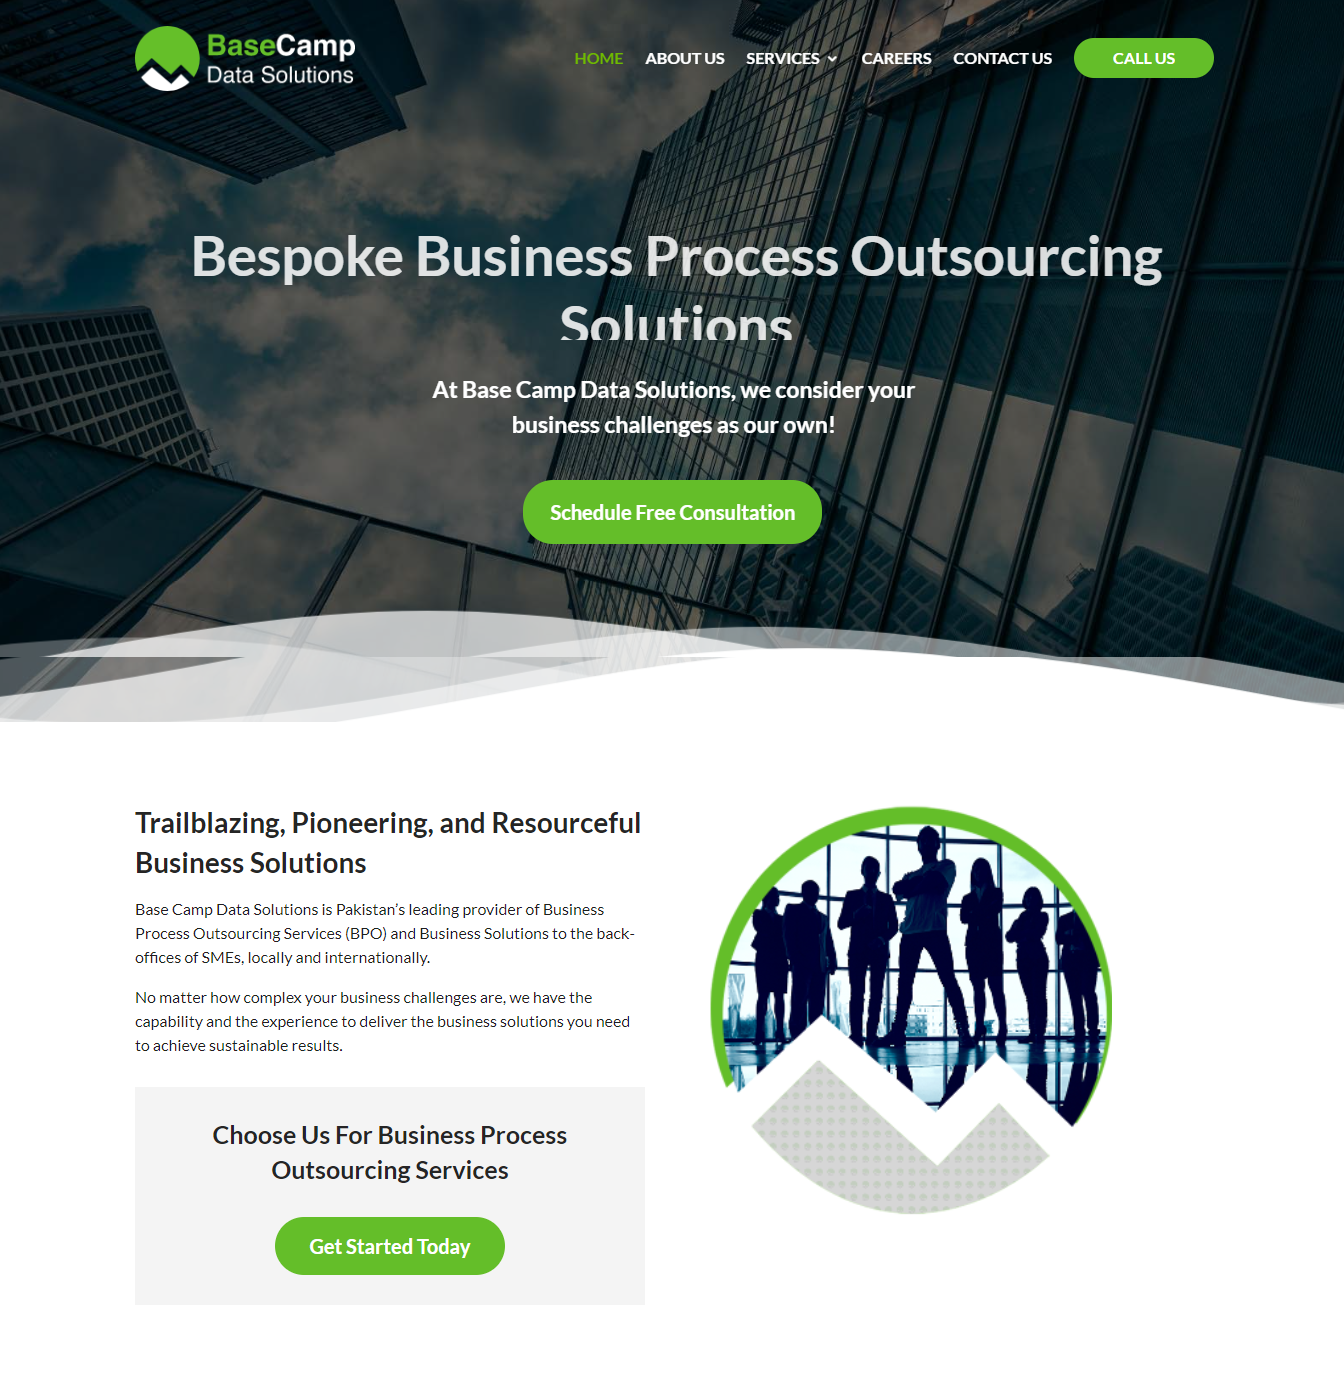 BaseCamp
Data Solutions
HOME ABOUT US SERVICES CAREERS CONTACT US CALL US
Bespoke Business Process Outsourcing
Solutions
At Base Camp Data Solutions, we consider your
business challenges as our own!
Schedule Free Consultation
Trailblazing, Pioneering, and Resourceful
Business Solutions
Base Camp Data Solutions is Pakistan’s leading provider of Business
Process Outsourcing Services (BPO) and Business Solutions to the back-
offices of SMEs, locally and internationally.
No matter how complex your business challenges are, we have the
capability and the experience to deliver the business solutions you need
to achieve sustainable results.
Choose Us For Business Process
Outsourcing Services
Get Started Today